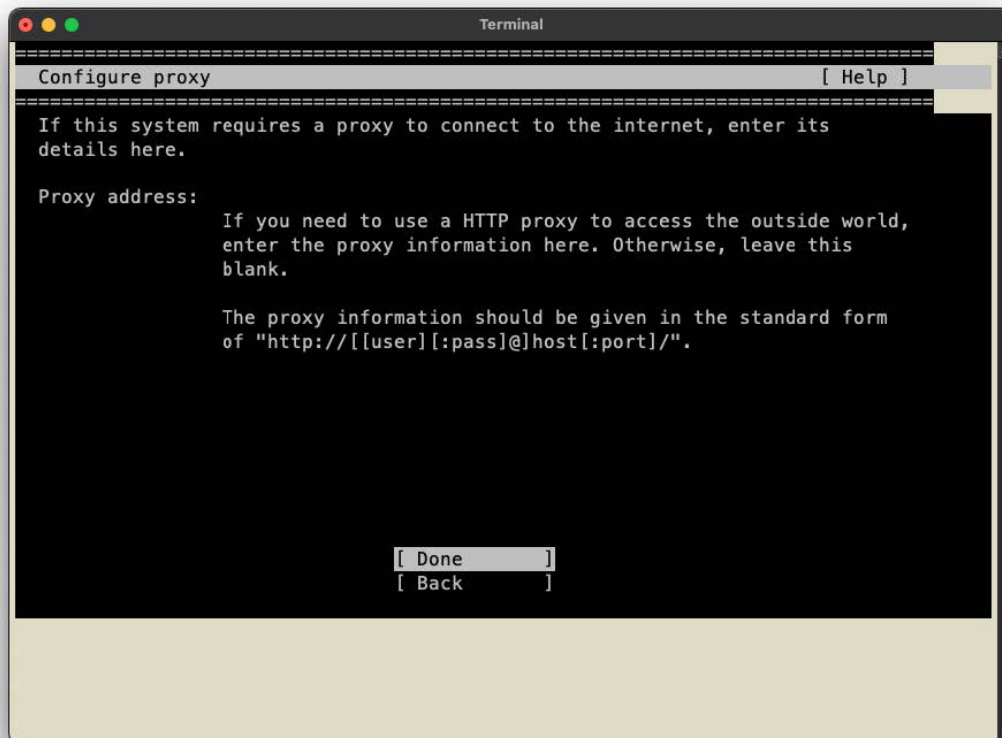 Terminal
================================================================================
Configure proxy [ Help ]
================================================================================
If this system requires a proxy to connect to the internet, enter its
details here.
Proxy address:
If you need to use a HTTP proxy to access the outside world,
enter the proxy information here. Otherwise, leave this
blank.
The proxy information should be given in the standard form
of "http://[[user][:pass]@]host[:port]/".
[ Done ]
[ Back ]